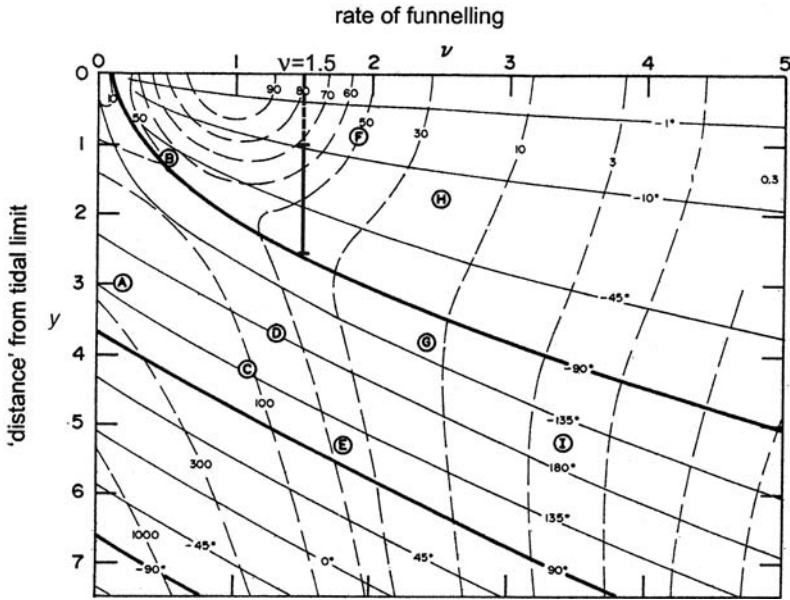 rate of funnelling
ν
0 1 ν=1.5 2 3 4 5
0
1
2
3
4
5
6
7
'distance' from tidal limit
y
10
50
90
80
70
60
50
30
10
3
1
0.3
-1°
-10°
-45°
-90°
-135°
180°
135°
90°
45°
0°
-45°
-90°
100
300
1000
A
B
C
D
E
F
G
H
I